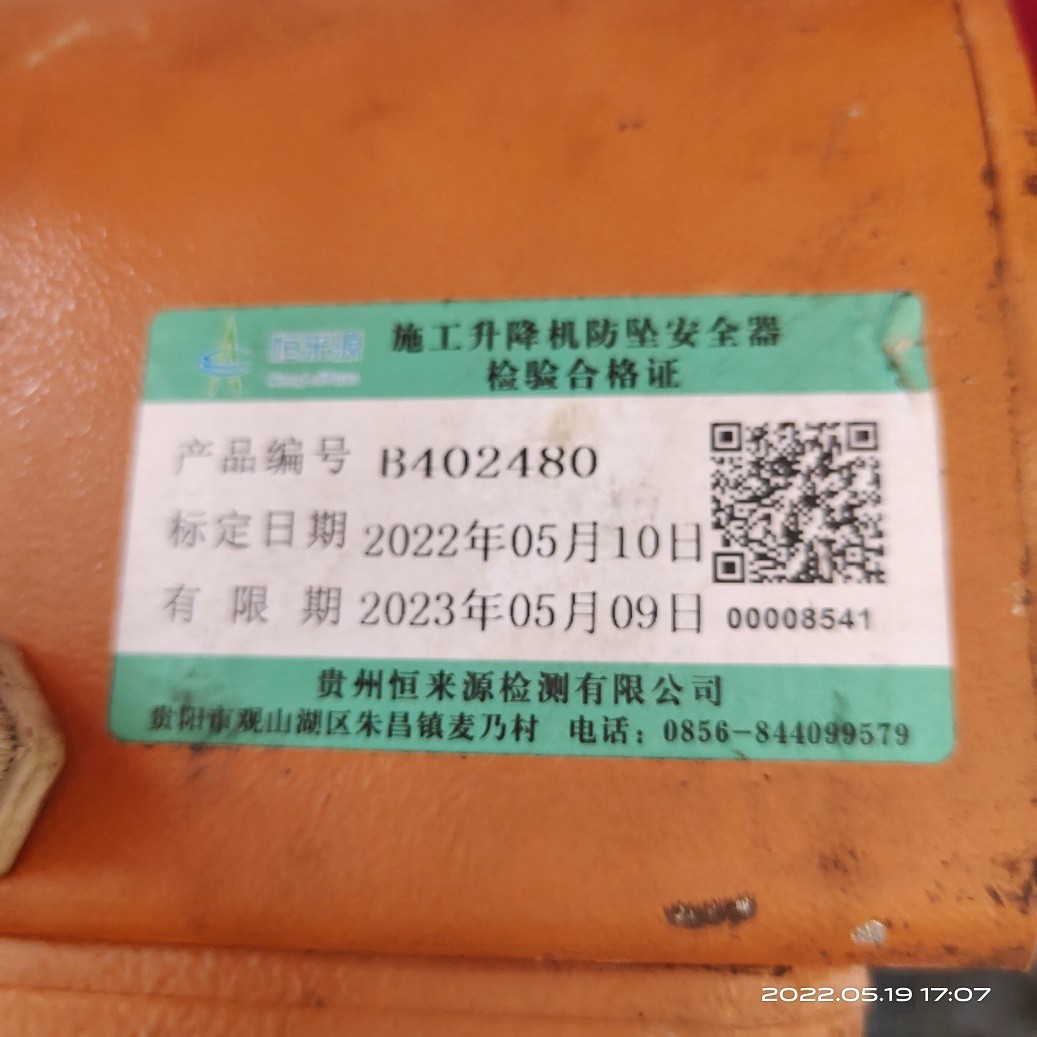 恒来源
施工升降机防坠安全器
检验合格证
产品编号 B402480
标定日期 2022年05月10日
有限期 2023年05月09日
00008541
贵州恒来源检测有限公司
贵阳市观山湖区朱昌镇麦乃村 电话：0856-844099579
2022.05.19 17:07